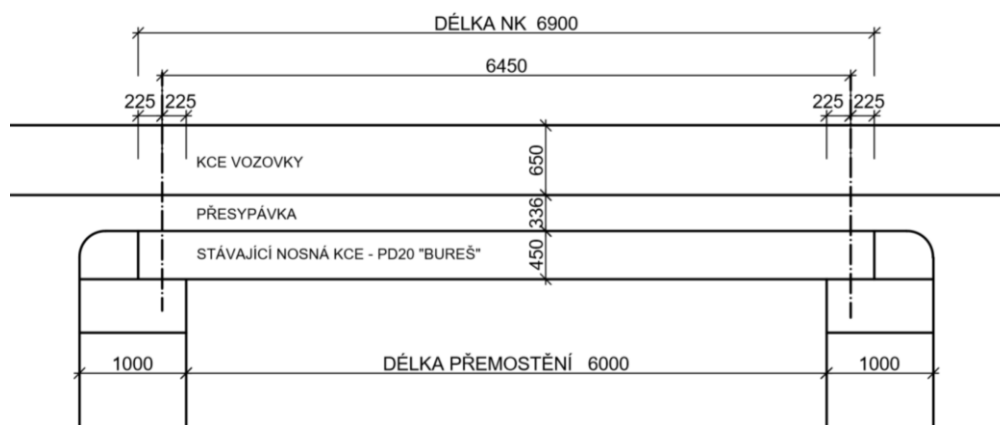 DÉLKA NK 6900
6450
225 225
225 225
KCE VOZOVKY
650
PŘESYPÁVKA
336
STÁVAJÍCÍ NOSNÁ KCE - PD20 "BUREŠ"
450
1000
DÉLKA PŘEMOSTĚNÍ 6000
1000